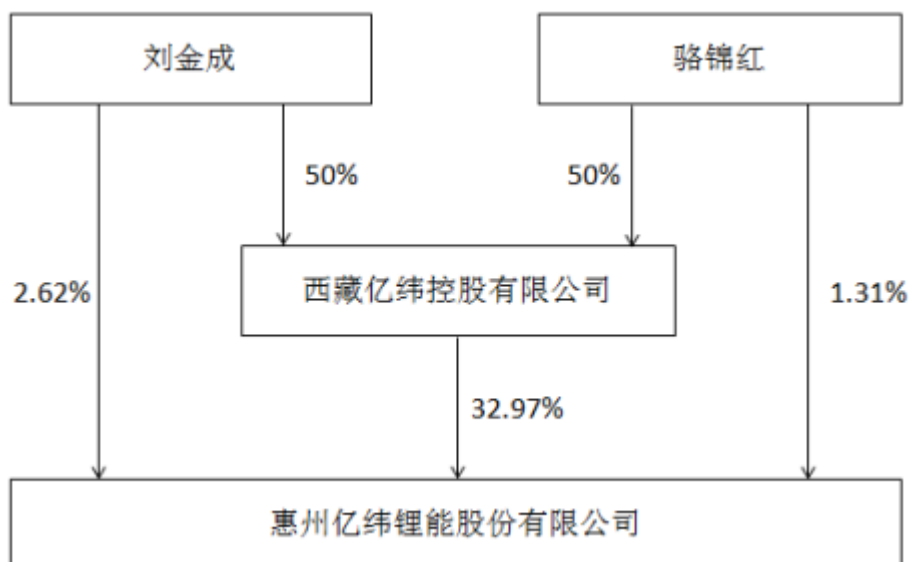 刘金成
骆锦红
50%
50%
2.62%
西藏亿纬控股有限公司
1.31%
32.97%
惠州亿纬锂能股份有限公司